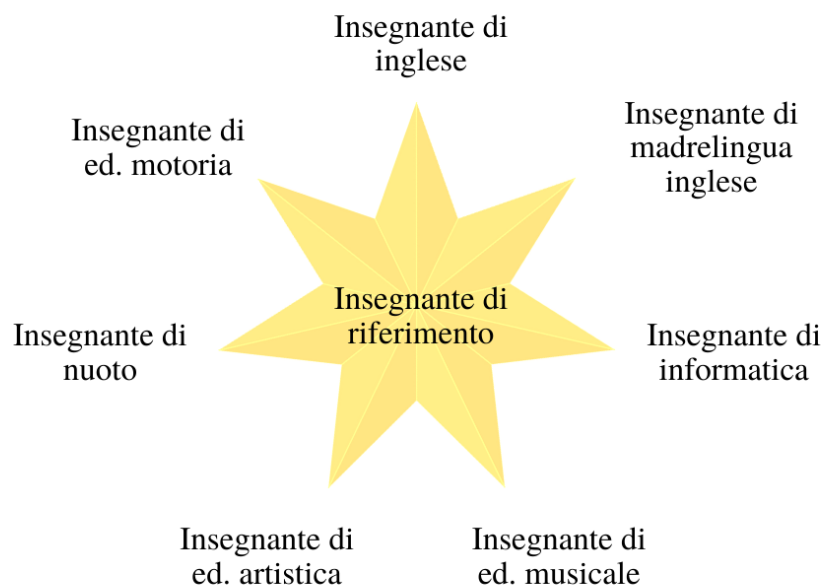 Insegnante di
inglese
Insegnante di
madrelingua
inglese
Insegnante di
ed. motoria
Insegnante di
riferimento
Insegnante di
nuoto
Insegnante di
informatica
Insegnante di
ed. artistica
Insegnante di
ed. musicale